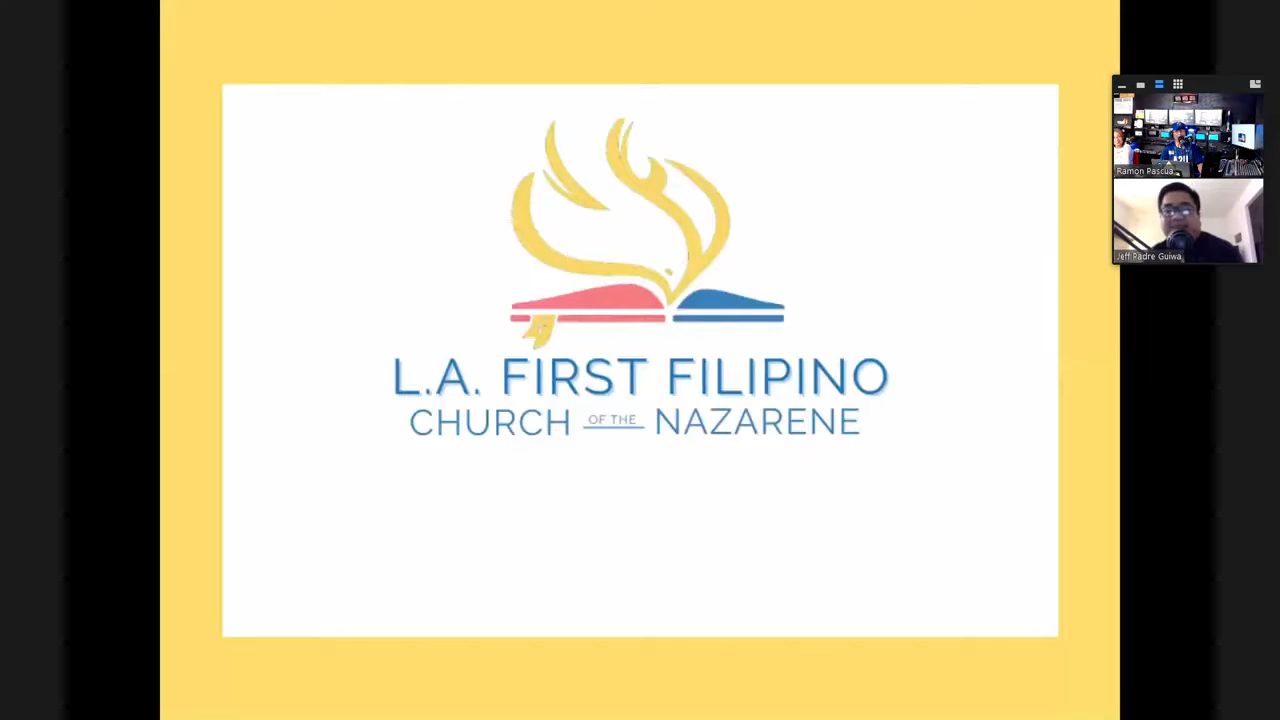 L.A. FIRST FILIPINO
CHURCH OF THE NAZARENE
Ramon Pascua
Jeff Padre Guiwa